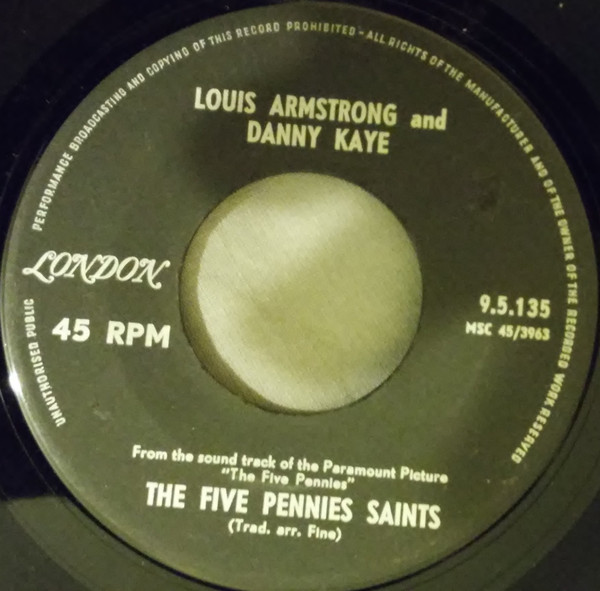 UNAUTHORISED PUBLIC PERFORMANCE BROADCASTING AND COPYING OF THIS RECORD PROHIBITED - ALL RIGHTS OF THE MANUFACTURER AND OF THE OWNER OF THE RECORDED WORK RESERVED
LOUIS ARMSTRONG and
DANNY KAYE
LONDON
45 RPM
9.5.135
MSC 45/3963
From the sound track of the Paramount Picture
"The Five Pennies"
THE FIVE PENNIES SAINTS
(Trad. arr. Fine)